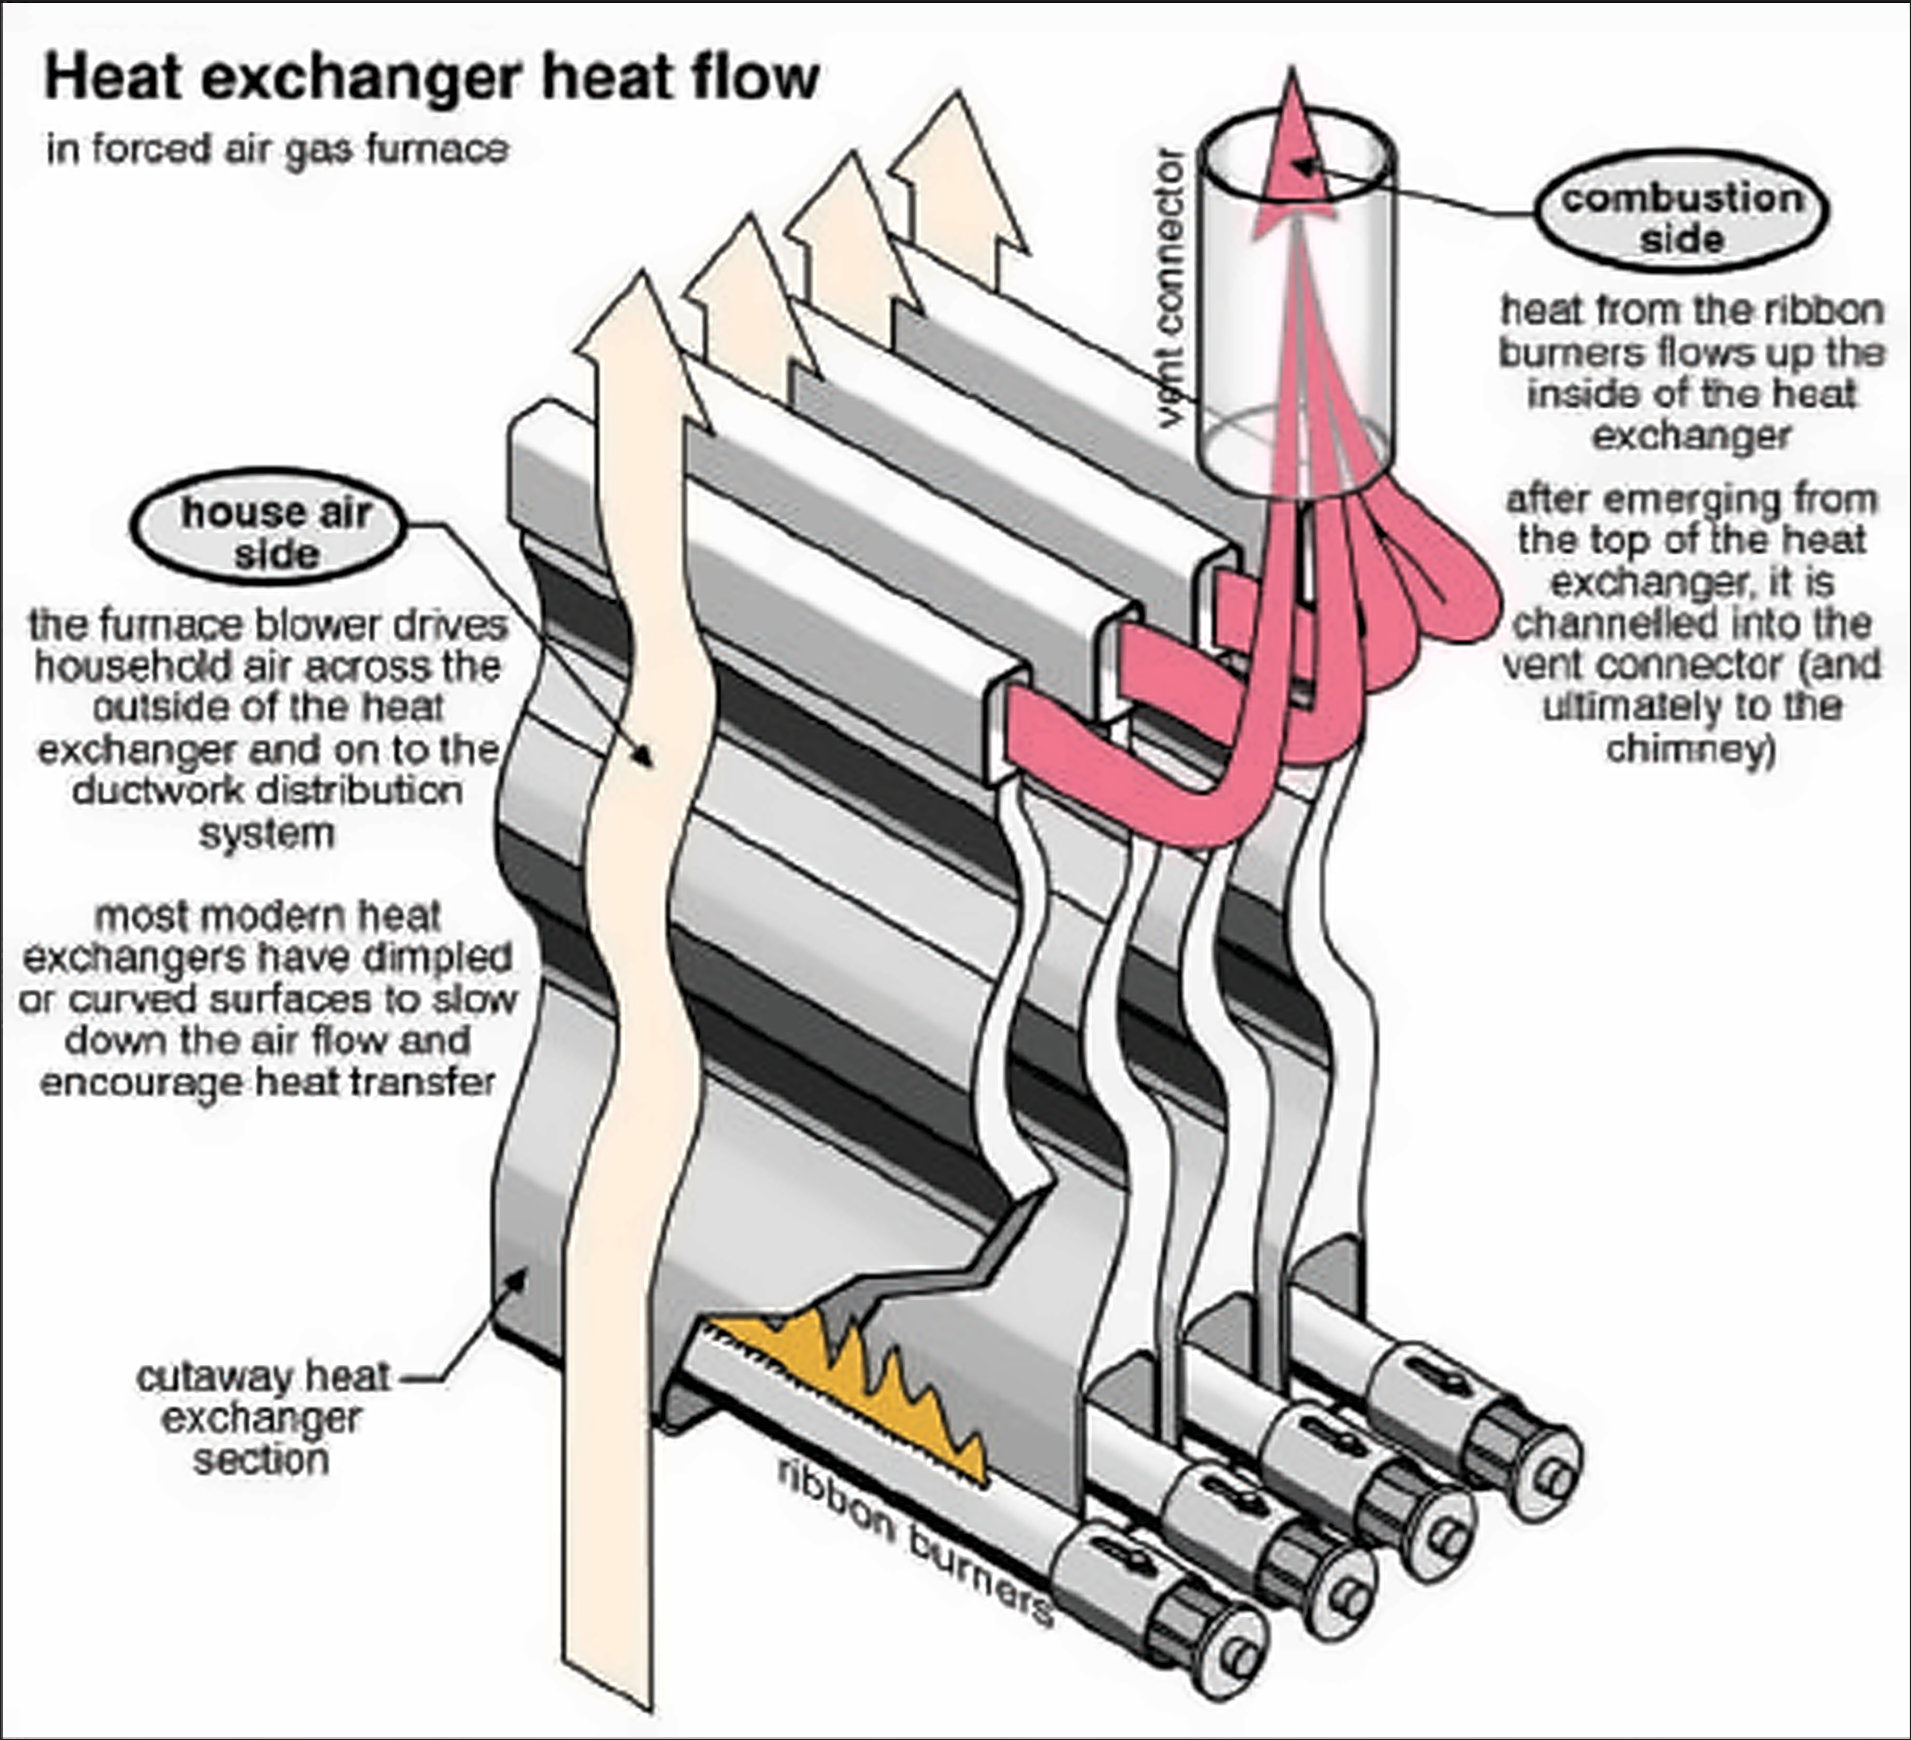 Heat exchanger heat flow
in forced air gas furnace
vent connector
combustion
side
heat from the ribbon
burners flows up the
inside of the heat
exchanger
after emerging from
the top of the heat
exchanger, it is
channelled into the
vent connector (and
ultimately to the
chimney)
house air
side
the furnace blower drives
household air across the
outside of the heat
exchanger and on to the
ductwork distribution
system
most modern heat
exchangers have dimpled
or curved surfaces to slow
down the air flow and
encourage heat transfer
cutaway heat
exchanger
section
ribbon burners